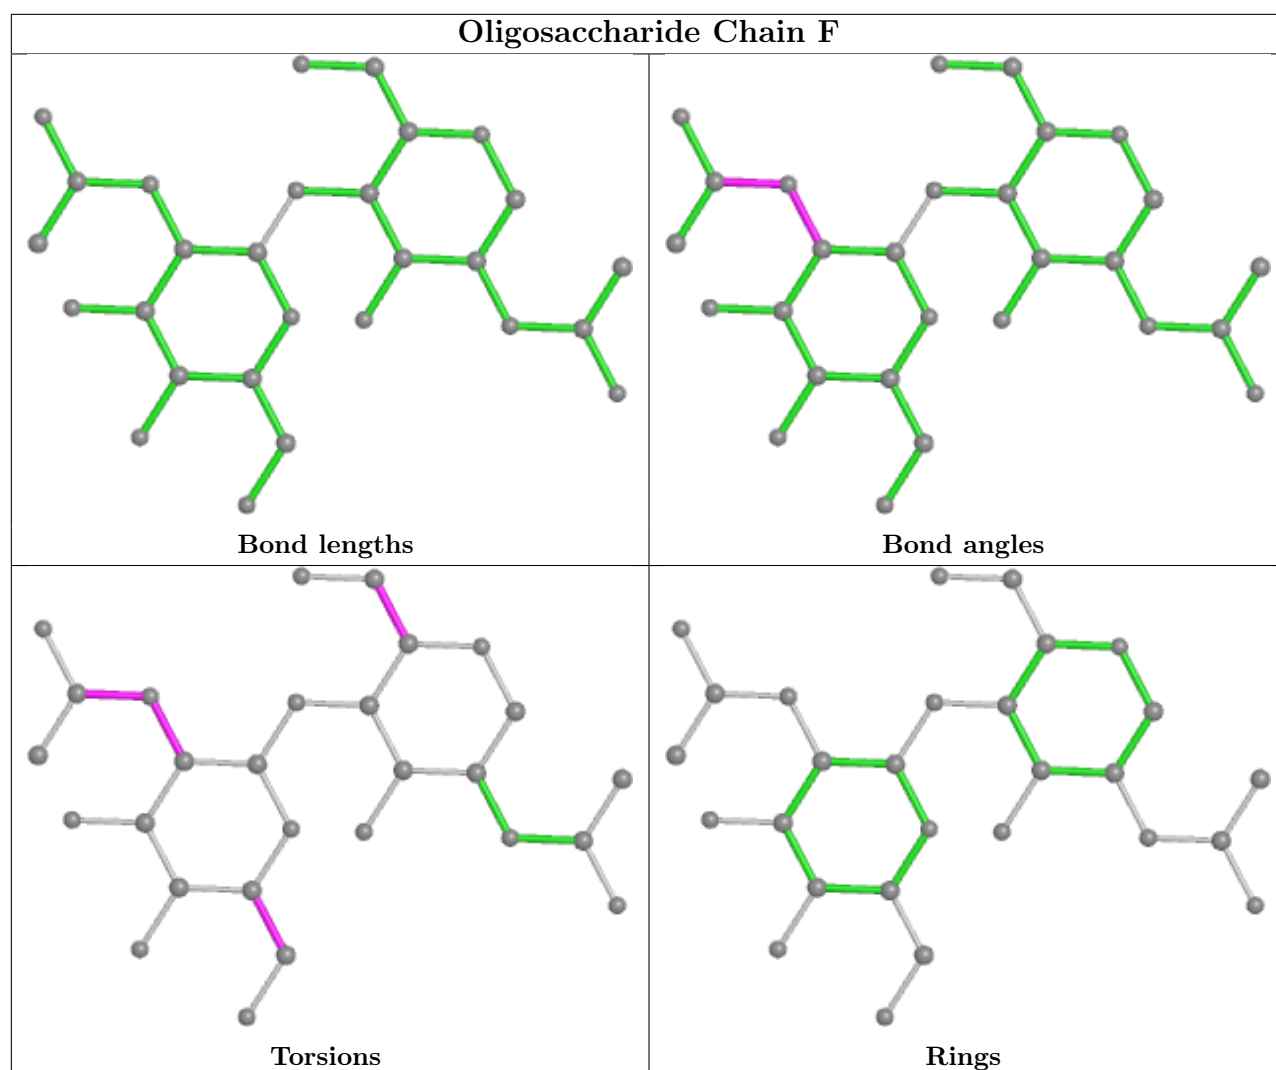 Oligosaccharide Chain F
Bond lengths
Bond angles
Torsions
Rings